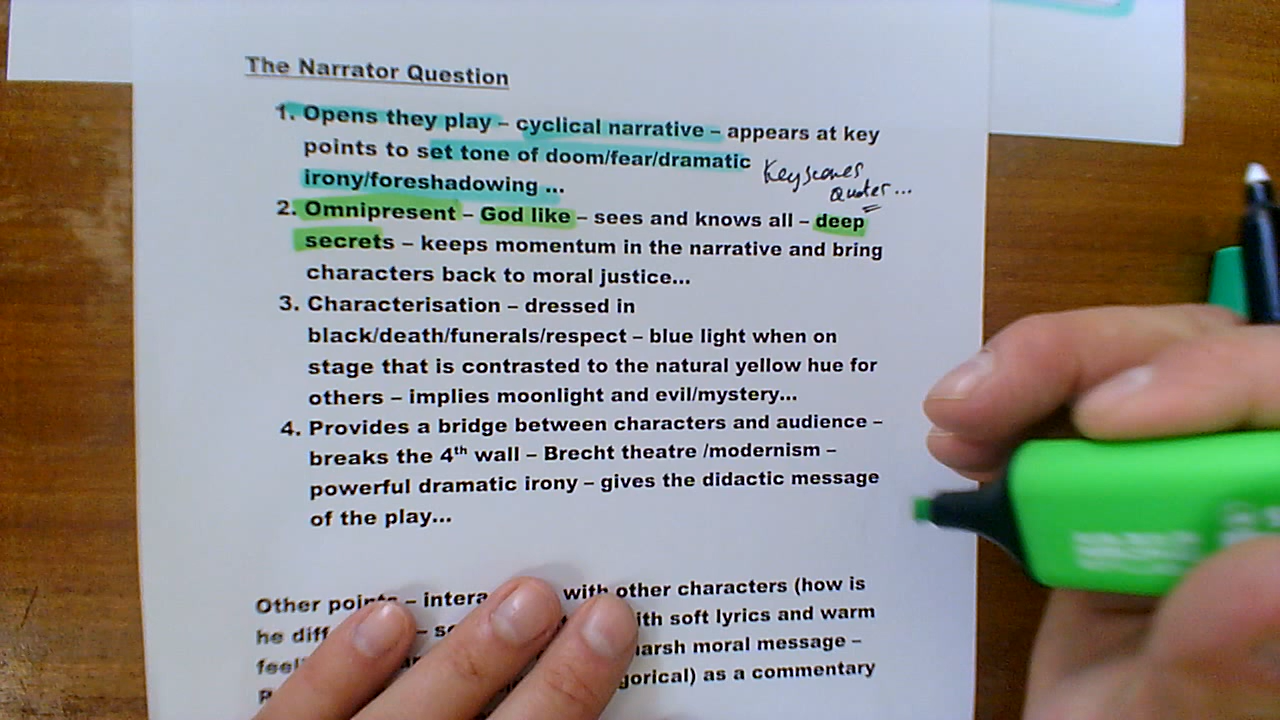 The Narrator Question
1. Opens they play – cyclical narrative – appears at key
points to set tone of doom/fear/dramatic
irony/foreshadowing ...
Key scenes
Quotes...
2. Omnipresent – God like – sees and knows all – deep
secrets – keeps momentum in the narrative and bring
characters back to moral justice...
3. Characterisation – dressed in
black/death/funerals/respect – blue light when on
stage that is contrasted to the natural yellow hue for
others – implies moonlight and evil/mystery...
4. Provides a bridge between characters and audience –
breaks the 4th wall – Brecht theatre /modernism –
powerful dramatic irony – gives the didactic message
of the play...
Other points – with other characters (how is
he – soft lyrics and warm
moral message –
as a commentary